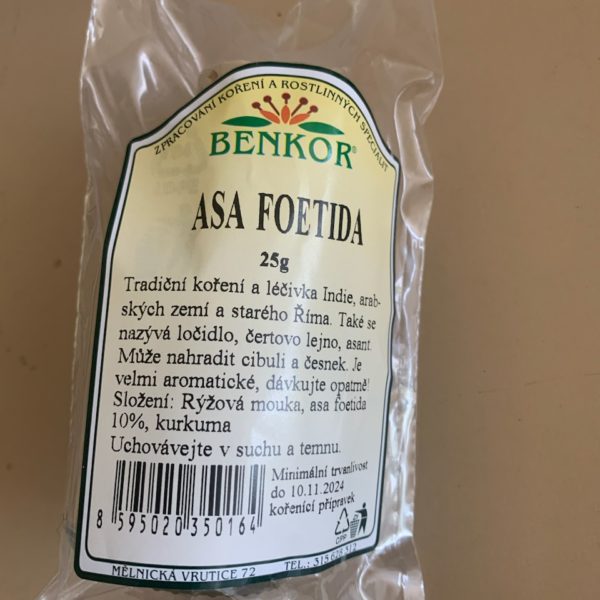 ZPRACOVÁNÍ KOŘENÍ A ROSTLINNÝCH SPECIALIT
BENKOR®
ASA FOETIDA
25g
Tradiční koření a léčivka Indie, arab-
ských zemí a starého Říma. Také se
nazývá ločidlo, čertovo lejno, asant.
Může nahradit cibuli a česnek. Je
velmi aromatické, dávkujte opatrně!
Složení: Rýžová mouka, asa foetida
10%, kurkuma
Uchovávejte v suchu a temnu.
Minimální trvanlivost
do 10.11.2024
kořenící přípravek
8 595020 350164
CPP
MĚLNICKÁ VRUTICE 72 TEL.: 315